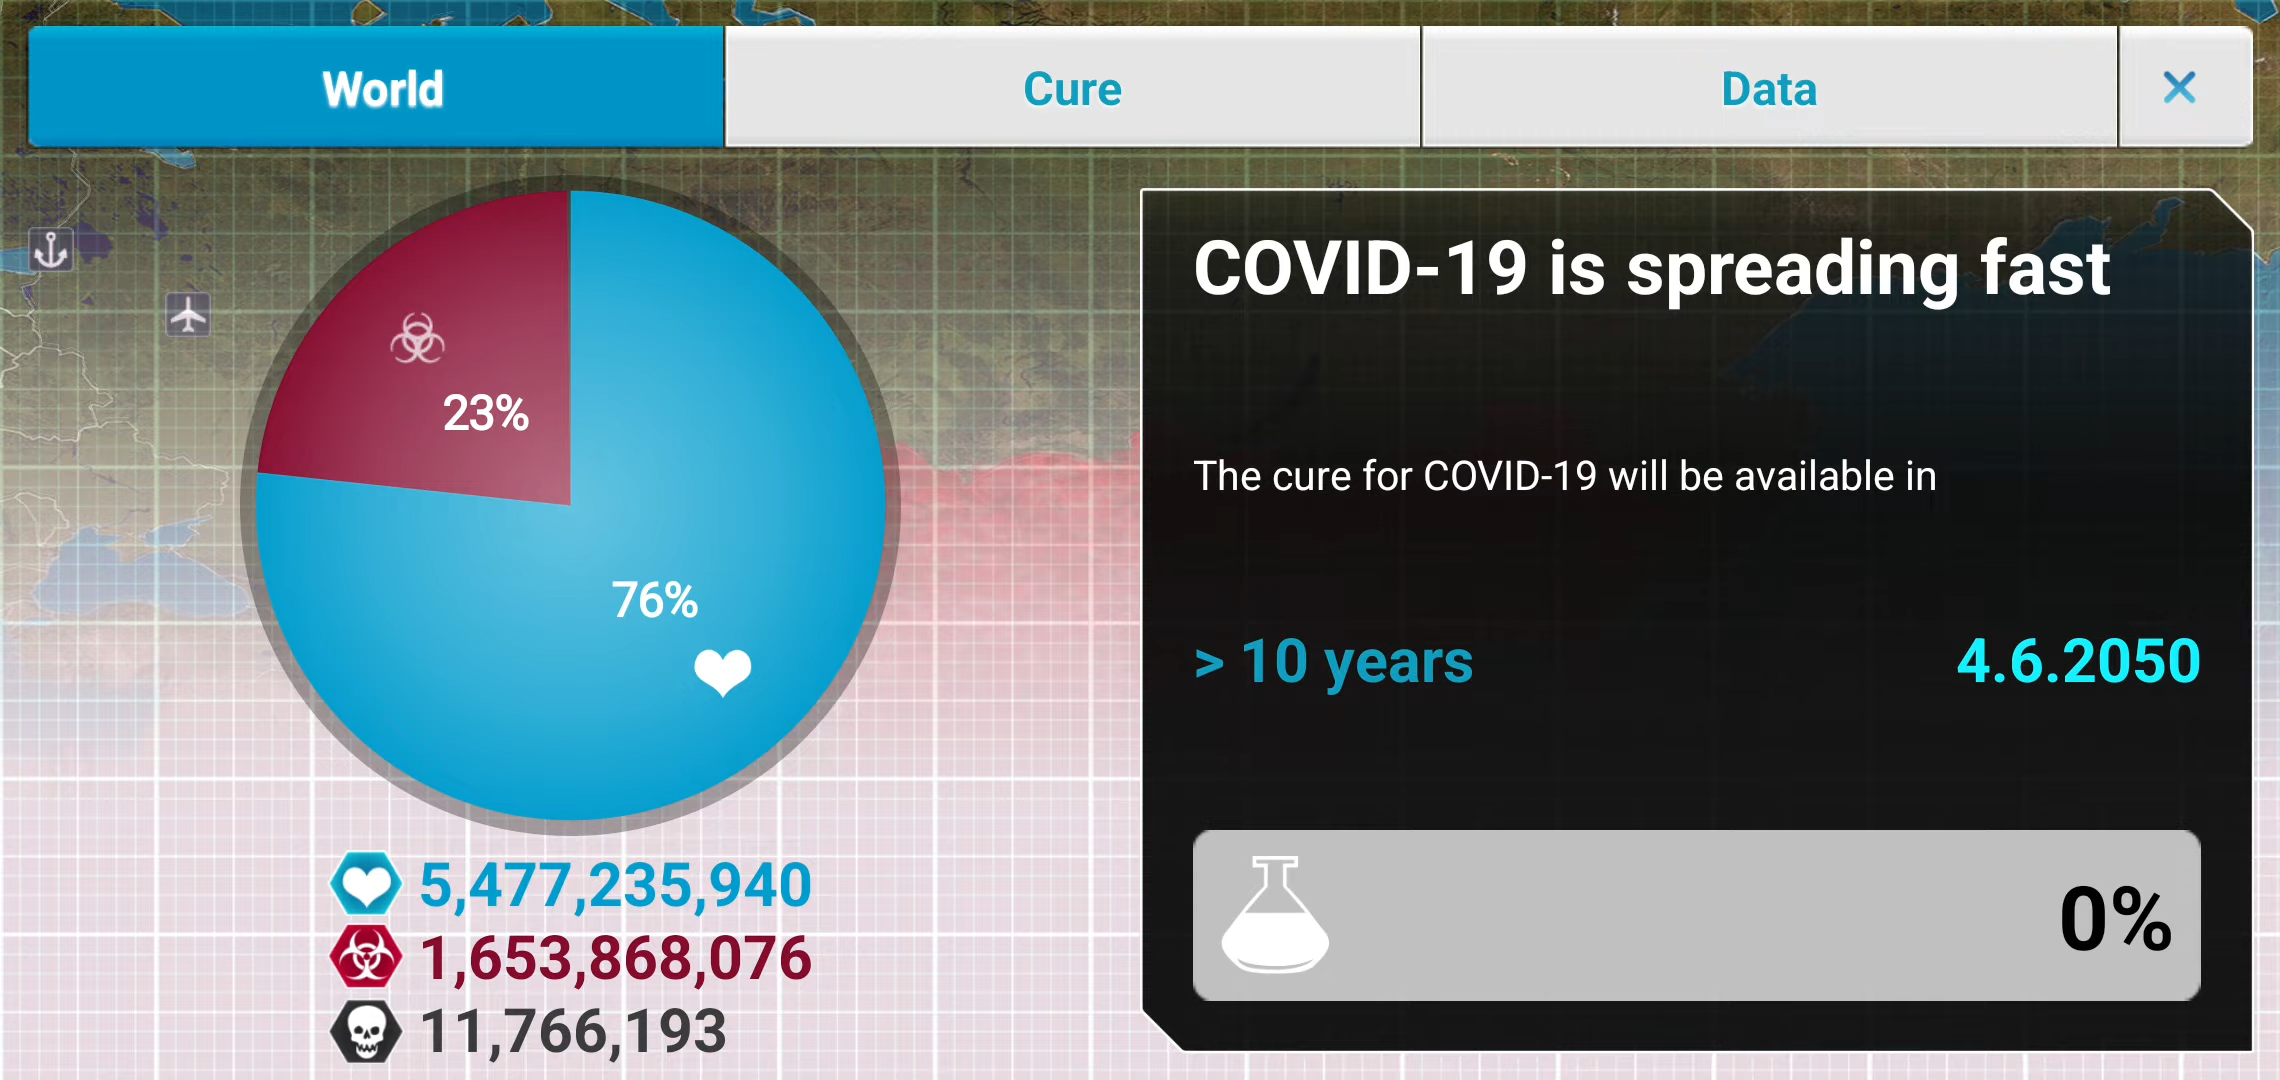 World
Cure
Data
23%
76%
5,477,235,940
1,653,868,076
11,766,193
COVID-19 is spreading fast
The cure for COVID-19 will be available in
> 10 years
4.6.2050
0%